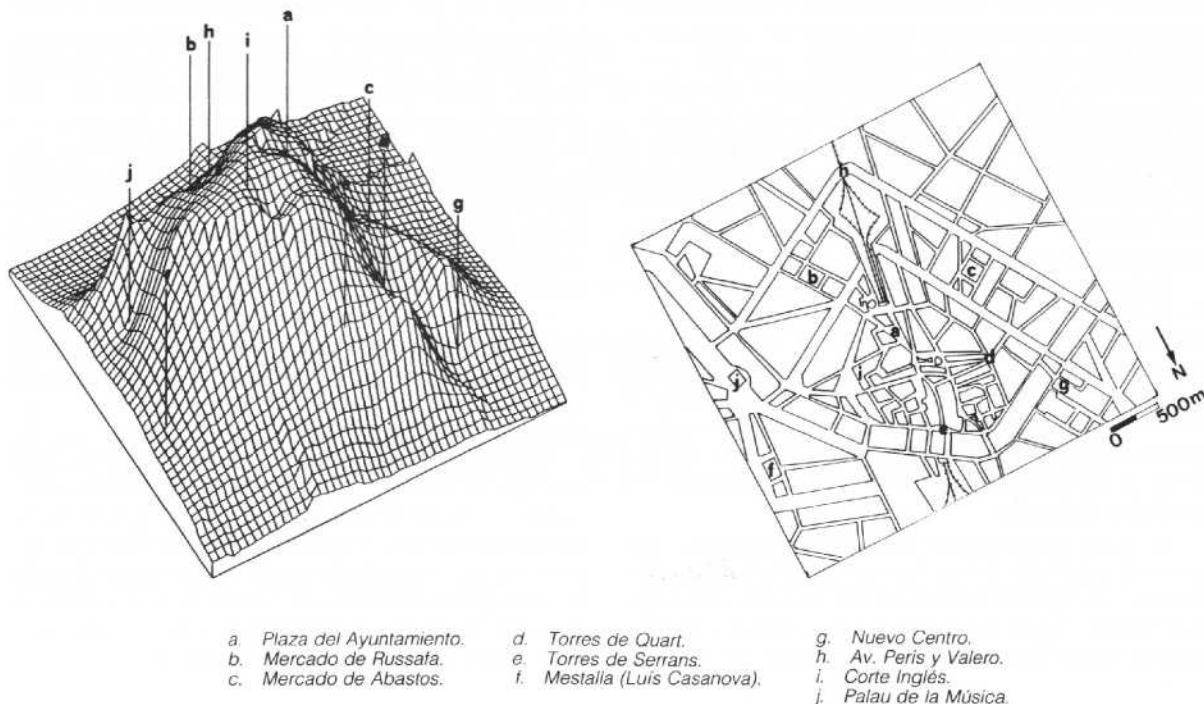 a
h
b
i
c
j
g
h
b
c
a
d
i
g
j
e
f
N
0
500m
a. Plaza del Ayuntamiento.
b. Mercado de Russafa.
c. Mercado de Abastos.
d. Torres de Quart.
e. Torres de Serrans.
f. Mestalla (Luís Casanova).
g. Nuevo Centro.
h. Av. Peris y Valero.
i. Corte Inglés.
j. Palau de la Música.